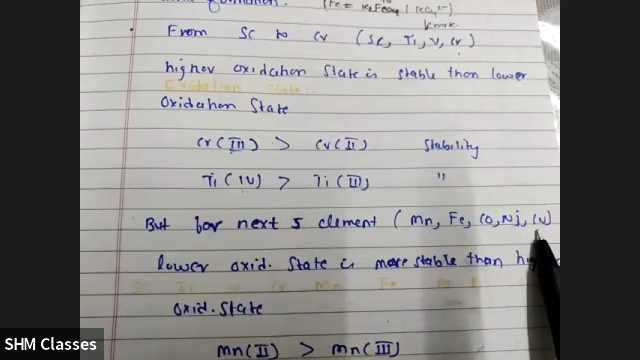 From Sc to Cr (Sc, Ti, V, Cr)
higher oxidation State is stable than lower
Oxidation State
Cr(III) > Cr(II) Stability
Ti(IV) > Ti(III) "
But for next 5 element (Mn, Fe, Co, Ni, Cu)
lower oxid. State is more stable than
oxid. State
Mn(II) > Mn(III)
SHM Classes